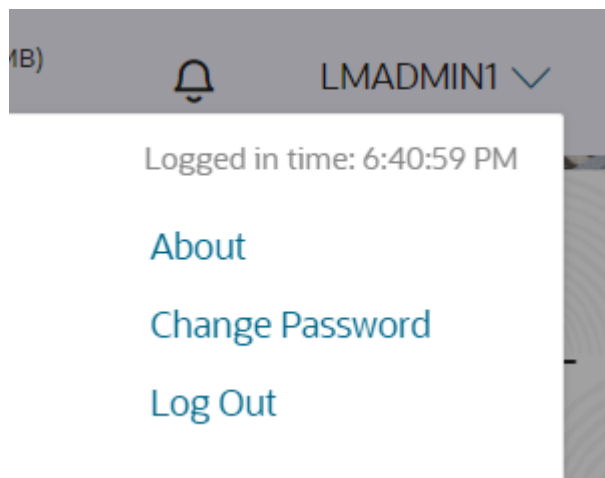 MB)
LMADMIN1
Logged in time: 6:40:59 PM
About
Change Password
Log Out